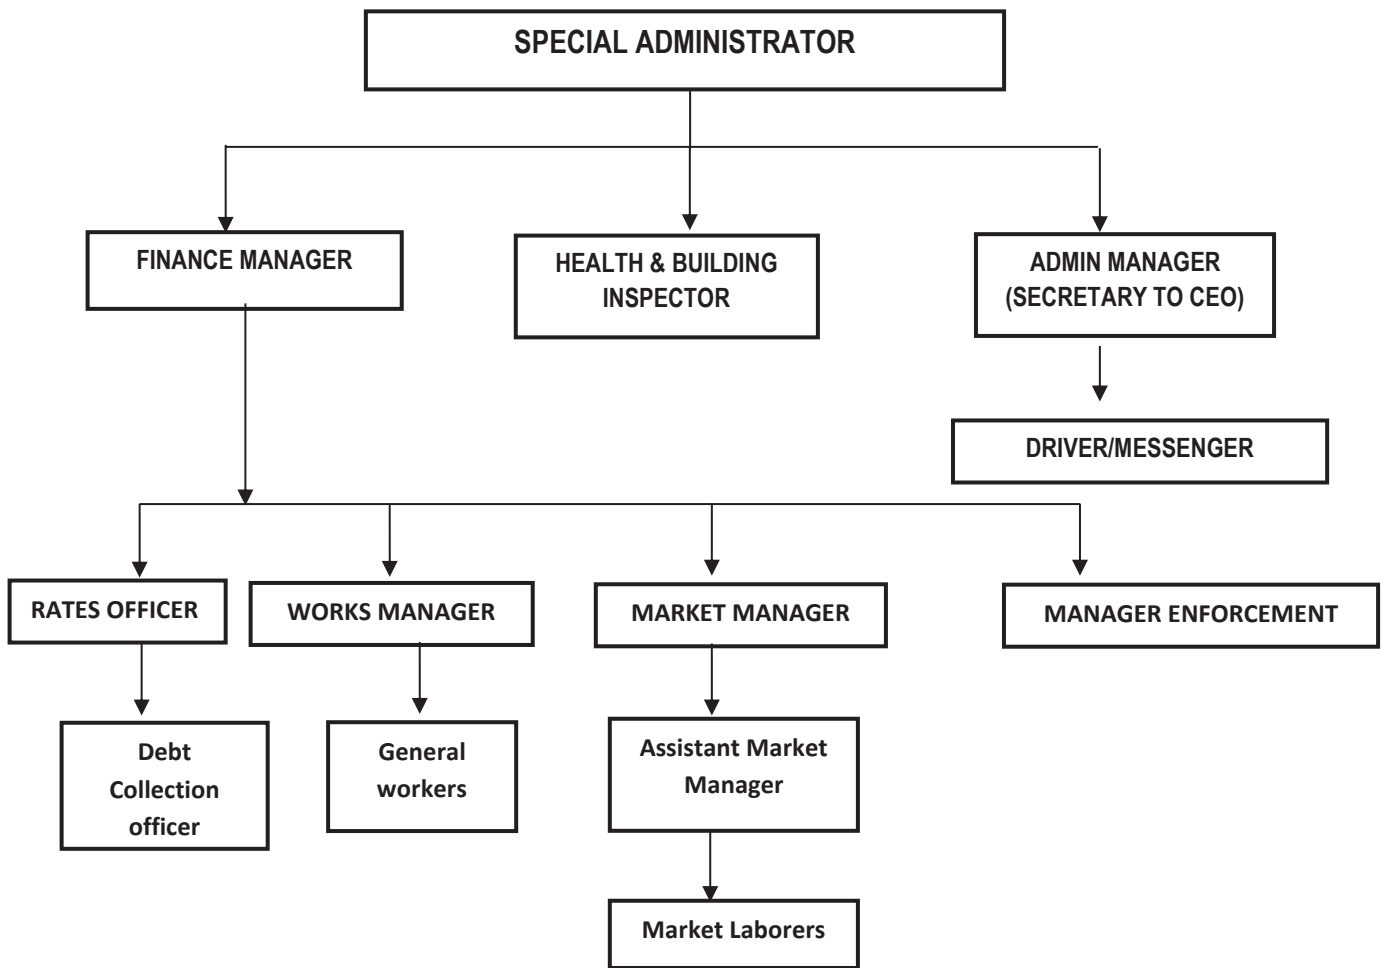 SPECIAL ADMINISTRATOR
FINANCE MANAGER
HEALTH & BUILDING
INSPECTOR
ADMIN MANAGER
(SECRETARY TO CEO)
DRIVER/MESSENGER
RATES OFFICER
WORKS MANAGER
MARKET MANAGER
MANAGER ENFORCEMENT
Debt
Collection
officer
General
workers
Assistant Market
Manager
Market Laborers